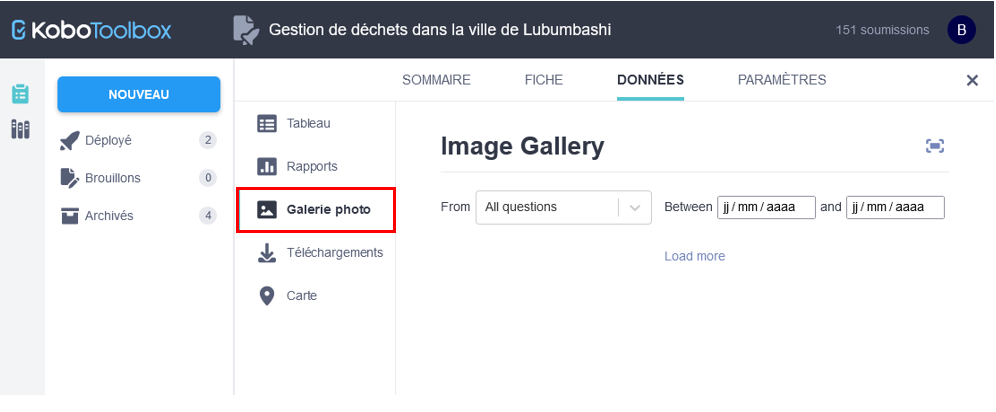 KoboToolbox
Gestion de déchets dans la ville de Lubumbashi
151 soumissions
B
NOUVEAU
Déployé 2
Brouillons 0
Archivés 4
SOMMAIRE FICHE DONNÉES PARAMÈTRES
Tableau
Rapports
Galerie photo
Téléchargements
Carte
Image Gallery
From All questions Between jj / mm / aaaa and jj / mm / aaaa
Load more